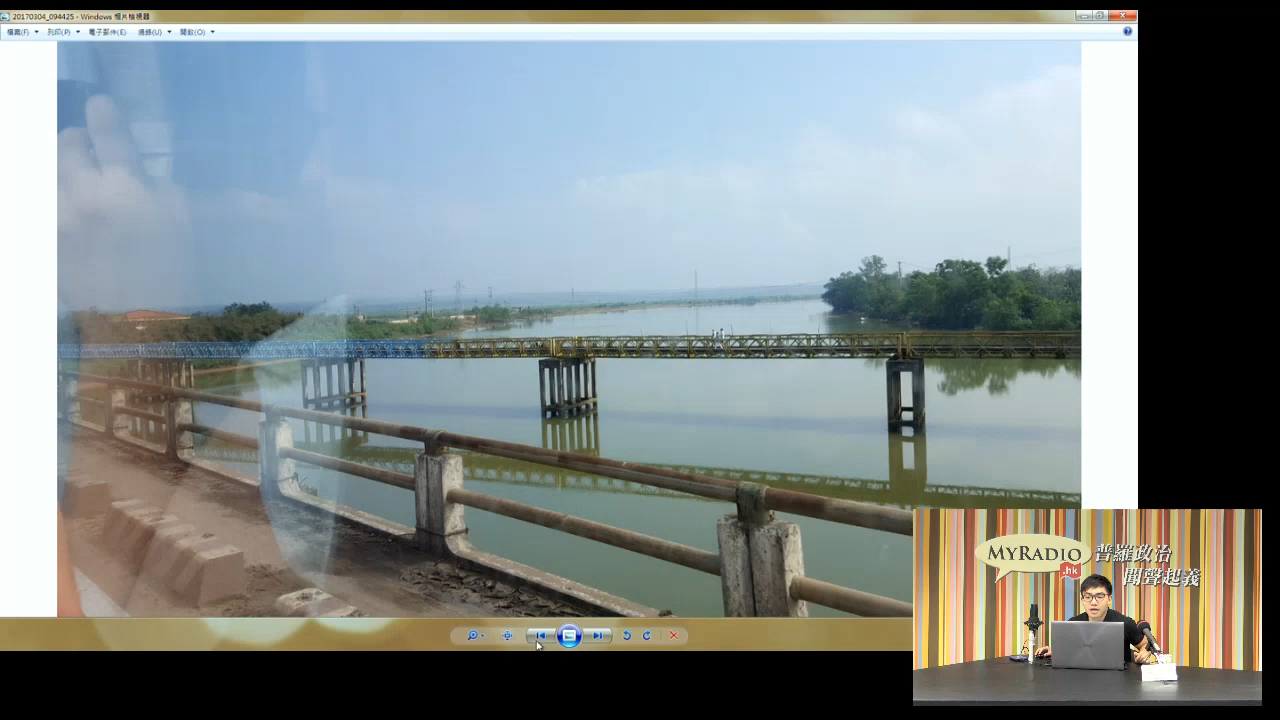 20170304_094425 - Windows 相片檢視器
檔案(F) 列印(P) 電子郵件(E) 燒錄(U) 開啟(O)
MYRADIO
.hk
普羅政治
聞聲起義